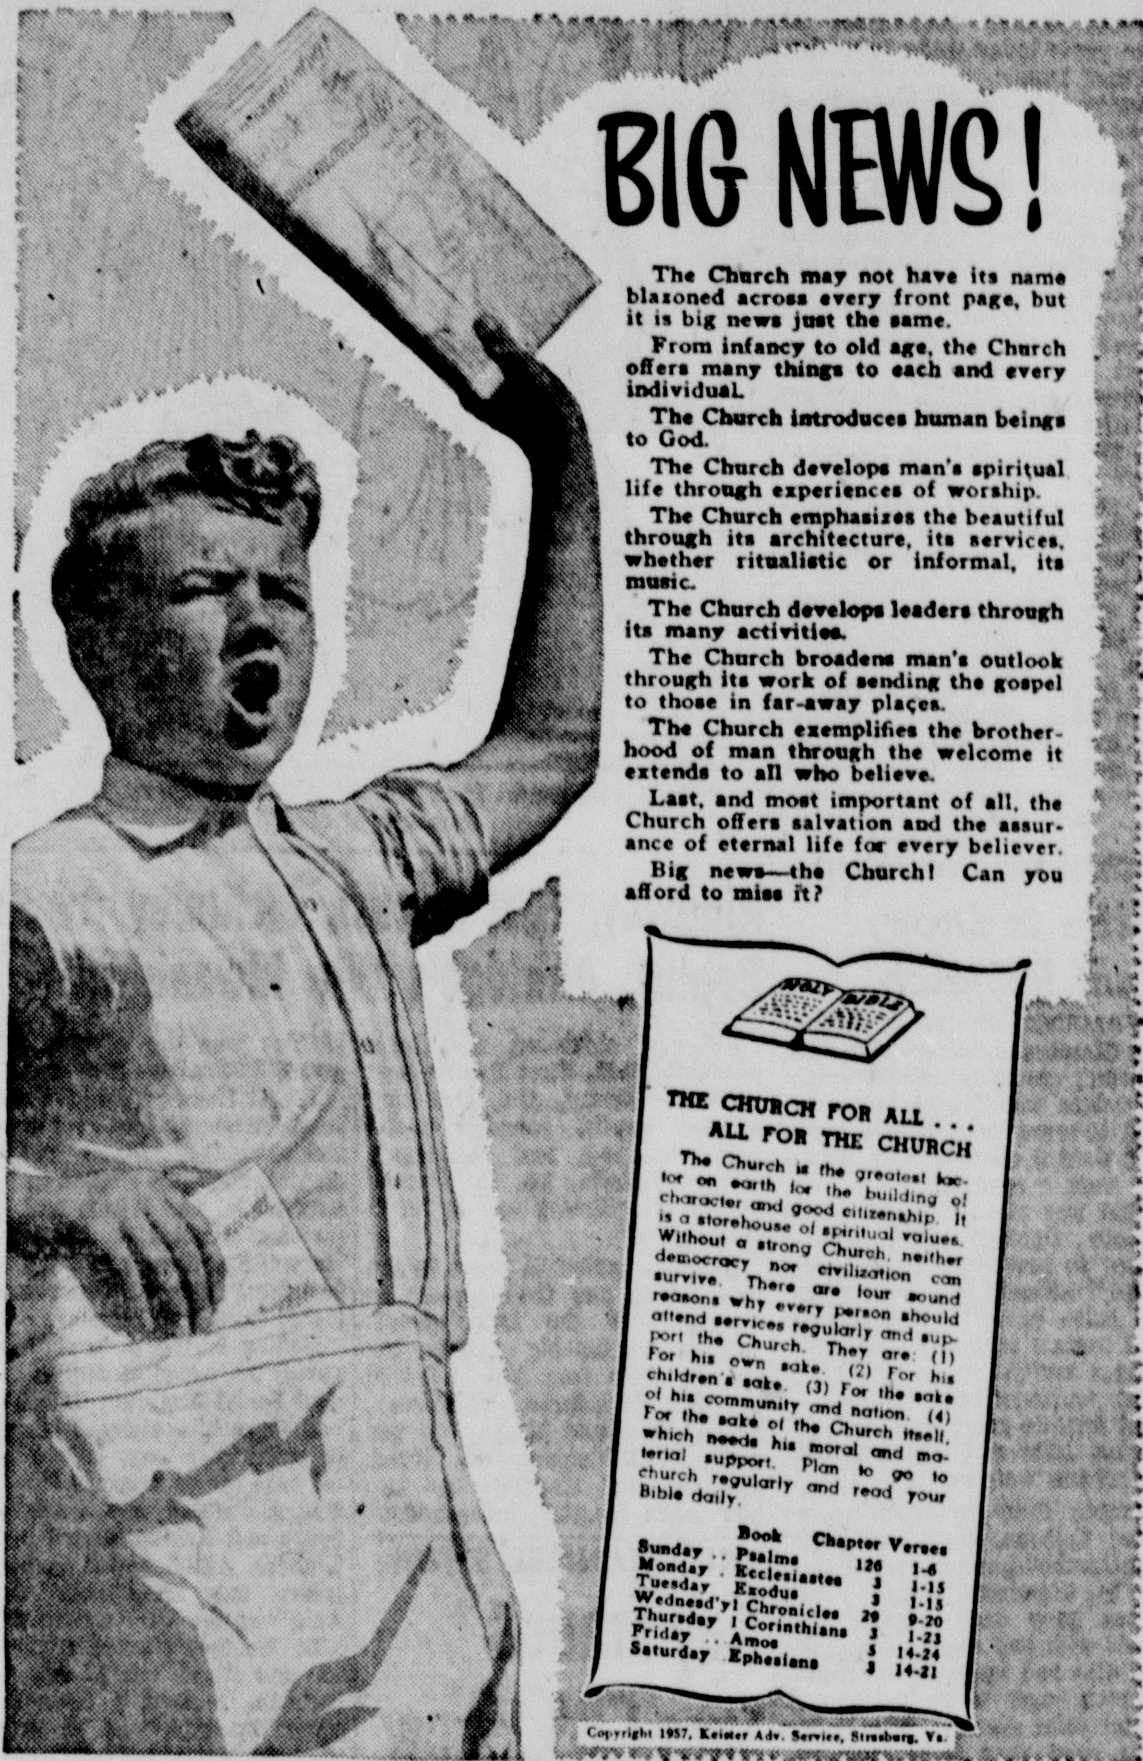 BIG NEWS!
The Church may not have its name
blazoned across every front page, but
it is big news just the same.
From infancy to old age, the Church
offers many things to each and every
individual.
The Church introduces human beings
to God.
The Church develops man's spiritual
life through experiences of worship.
The Church emphasizes the beautiful
through its architecture, its services,
whether ritualistic or informal, its
music.
The Church develops leaders through
its many activities.
The Church broadens man's outlook
through its work of sending the gospel
to those in far-away places.
The Church exemplifies the brother-
hood of man through the welcome it
extends to all who believe.
Last, and most important of all, the
Church offers salvation and the assur-
ance of eternal life for every believer.
Big news—the Church! Can you
afford to miss it?
HOLY BIBLE
THE CHURCH FOR ALL . . .
ALL FOR THE CHURCH
The Church is the greatest fac-
tor on earth for the building of
character and good citizenship. It
is a storehouse of spiritual values.
Without a strong Church, neither
democracy nor civilization can
survive. There are four sound
reasons why every person should
attend services regularly and sup-
port the Church. They are: (1)
For his own sake. (2) For his
children's sake. (3) For the sake
of his community and nation. (4)
For the sake of the Church itself,
which needs his moral and ma-
terial support. Plan to go to
church regularly and read your
Bible daily.
Book Chapter Verses
Sunday .. Psalms 126 1-6
Monday . Ecclesiastes 3 1-15
Tuesday Exodus 3 1-15
Wednesd'y1 Chronicles 29 9-20
Thursday 1 Corinthians 3 1-23
Friday .. Amos 5 14-24
Saturday Ephesians 3 14-21
Copyright 1957, Keister Adv. Service, Strasburg, Va.